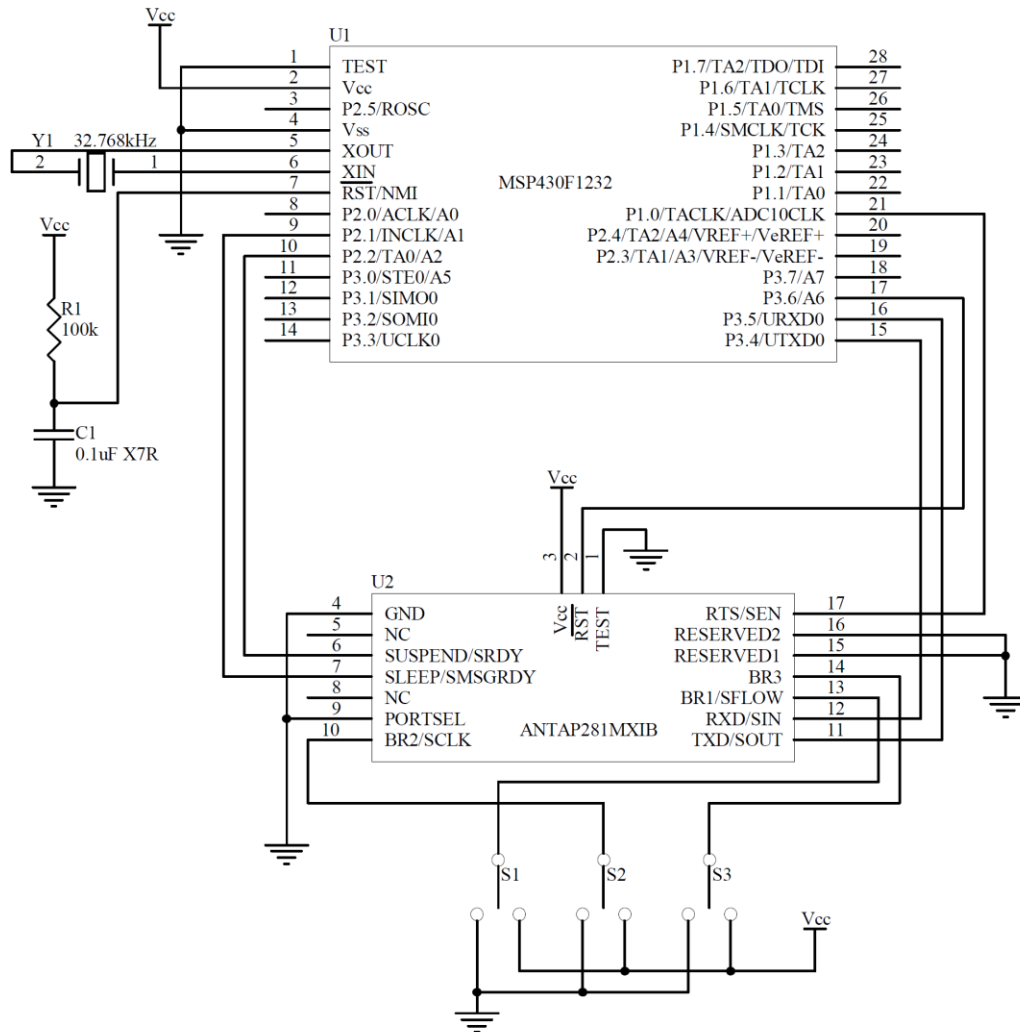 Vcc
U1
1 TEST
2 Vcc
3 P2.5/ROSC
4 Vss
5 XOUT
6 XIN
7 RST/NMI
8 P2.0/ACLK/A0
9 P2.1/INCLK/A1
10 P2.2/TA0/A2
11 P3.0/STE0/A5
12 P3.1/SIMO0
13 P3.2/SOMI0
14 P3.3/UCLK0
MSP430F1232
P1.7/TA2/TDO/TDI 28
P1.6/TA1/TCLK 27
P1.5/TA0/TMS 26
P1.4/SMCLK/TCK 25
P1.3/TA2 24
P1.2/TA1 23
P1.1/TA0 22
P1.0/TACLK/ADC10CLK 21
P2.4/TA2/A4/VREF+/VeREF+ 20
P2.3/TA1/A3/VREF-/VeREF- 19
P3.7/A7 18
P3.6/A6 17
P3.5/URXD0 16
P3.4/UTXD0 15
Y1 32.768kHz
2 1
Vcc
R1
100k
C1
0.1uF X7R
Vcc
3 2 1
U2
Vcc
RST
TEST
4 GND
5 NC
6 SUSPEND/SRDY
7 SLEEP/SMSGRDY
8 NC
9 PORTSEL
10 BR2/SCLK
ANTAP281MXIB
RTS/SEN 17
RESERVED2 16
RESERVED1 15
BR3 14
BR1/SFLOW 13
RXD/SIN 12
TXD/SOUT 11
S1 S2 S3
Vcc